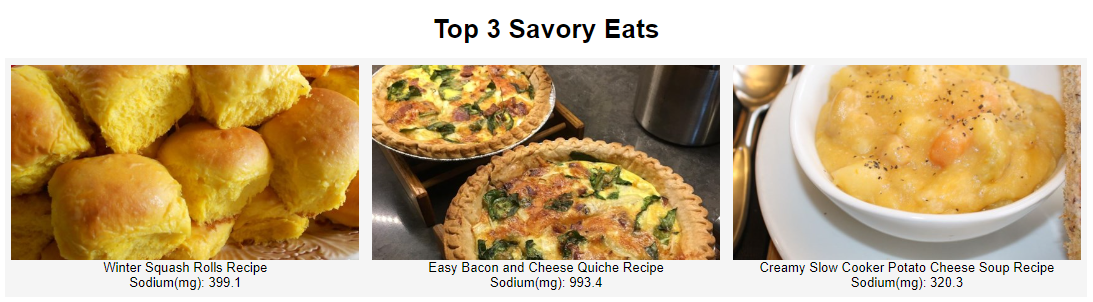 Top 3 Savory Eats
Winter Squash Rolls Recipe
Sodium(mg): 399.1
Easy Bacon and Cheese Quiche Recipe
Sodium(mg): 993.4
Creamy Slow Cooker Potato Cheese Soup Recipe
Sodium(mg): 320.3